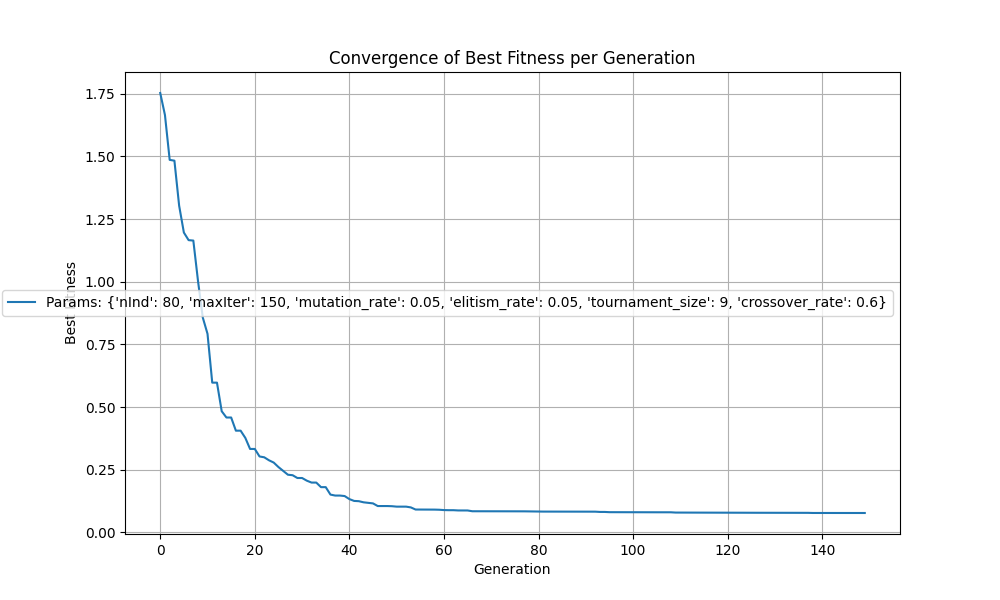 Convergence of Best Fitness per Generation
1.75
1.50
1.25
1.00
0.75
0.50
0.25
0.00
Best Fitness
Params: {'nInd': 80, 'maxIter': 150, 'mutation_rate': 0.05, 'elitism_rate': 0.05, 'tournament_size': 9, 'crossover_rate': 0.6}
0 20 40 60 80 100 120 140
Generation